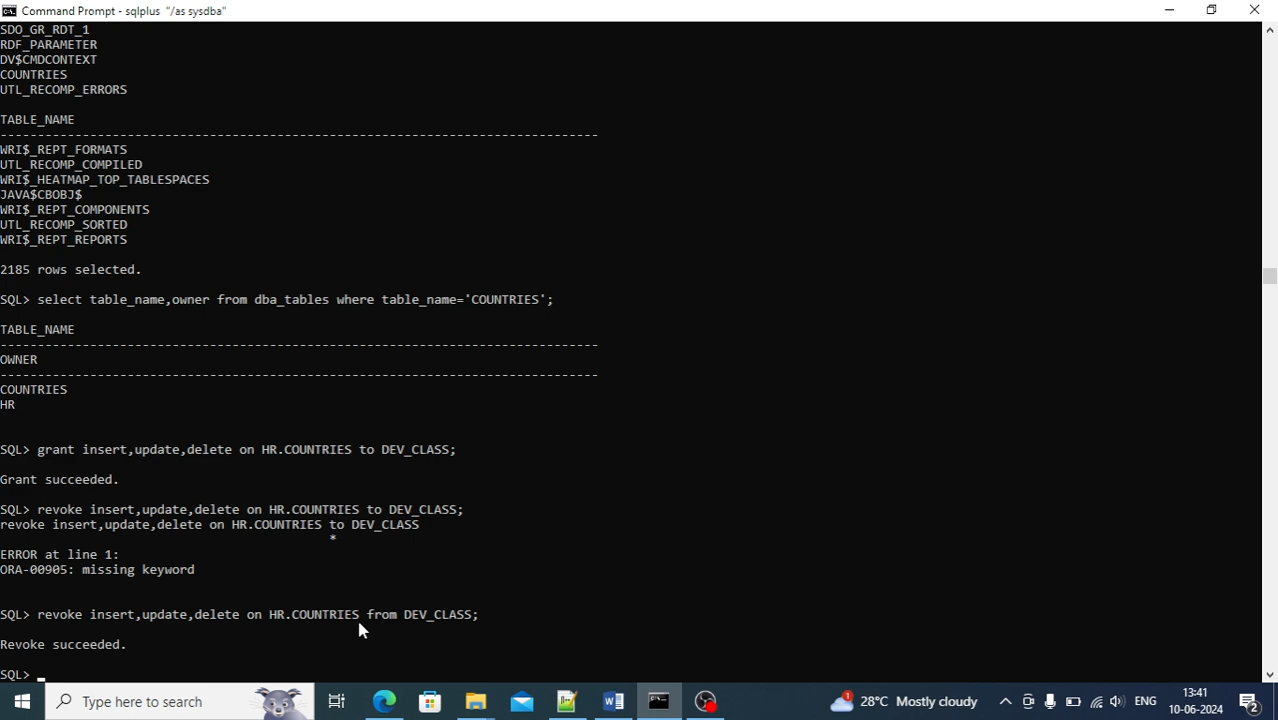 Command Prompt - sqlplus "/as sysdba"
SDO_GR_RDT_1
RDF_PARAMETER
DV$CMDCONTEXT
COUNTRIES
UTL_RECOMP_ERRORS
TABLE_NAME
--------------------------------------------------------------------------------
WRI$_REPT_FORMATS
UTL_RECOMP_COMPILED
WRI$_HEATMAP_TOP_TABLESPACES
JAVA$CBOBJ$
WRI$_REPT_COMPONENTS
UTL_RECOMP_SORTED
WRI$_REPT_REPORTS
2185 rows selected.
SQL> select table_name,owner from dba_tables where table_name='COUNTRIES';
TABLE_NAME
--------------------------------------------------------------------------------
OWNER
--------------------------------------------------------------------------------
COUNTRIES
HR
SQL> grant insert,update,delete on HR.COUNTRIES to DEV_CLASS;
Grant succeeded.
SQL> revoke insert,update,delete on HR.COUNTRIES to DEV_CLASS;
revoke insert,update,delete on HR.COUNTRIES to DEV_CLASS
*
ERROR at line 1:
ORA-00905: missing keyword
SQL> revoke insert,update,delete on HR.COUNTRIES from DEV_CLASS;
Revoke succeeded.
SQL>
Type here to search
1
28°C Mostly cloudy
ENG
13:41
10-06-2024
2